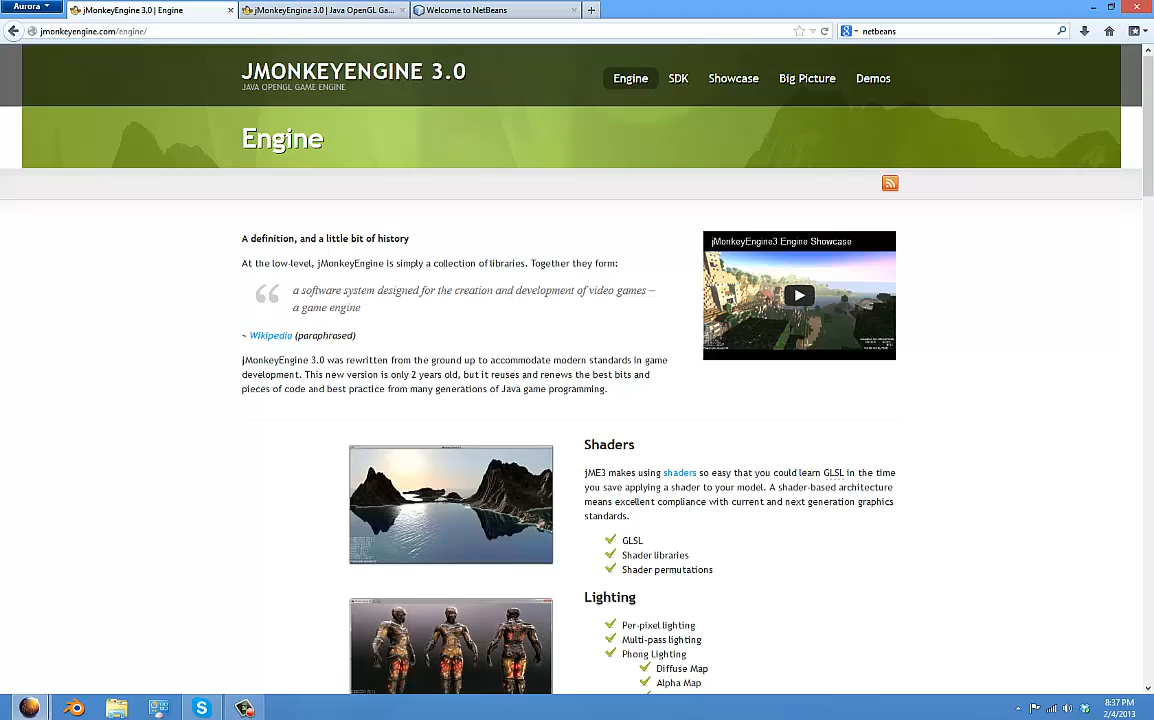 Aurora
jMonkeyEngine 3.0 | Engine
jMonkeyEngine 3.0 | Java OpenGL Ga...
Welcome to NetBeans
jmonkeyengine.com/engine/
netbeans
JMONKEYENGINE 3.0
JAVA OPENGL GAME ENGINE
Engine SDK Showcase Big Picture Demos
Engine
A definition, and a little bit of history
At the low-level, jMonkeyEngine is simply a collection of libraries. Together they form:
a software system designed for the creation and development of video games –
a game engine
~ Wikipedia (paraphrased)
jMonkeyEngine 3.0 was rewritten from the ground up to accommodate modern standards in game
development. This new version is only 2 years old, but it reuses and renews the best bits and
pieces of code and best practice from many generations of Java game programming.
jMonkeyEngine3 Engine Showcase
Shaders
jME3 makes using shaders so easy that you could learn GLSL in the time
you save applying a shader to your model. A shader-based architecture
means excellent compliance with current and next generation graphics
standards.
GLSL
Shader libraries
Shader permutations
Lighting
Per-pixel lighting
Multi-pass lighting
Phong Lighting
Diffuse Map
Alpha Map
8:37 PM
2/4/2013